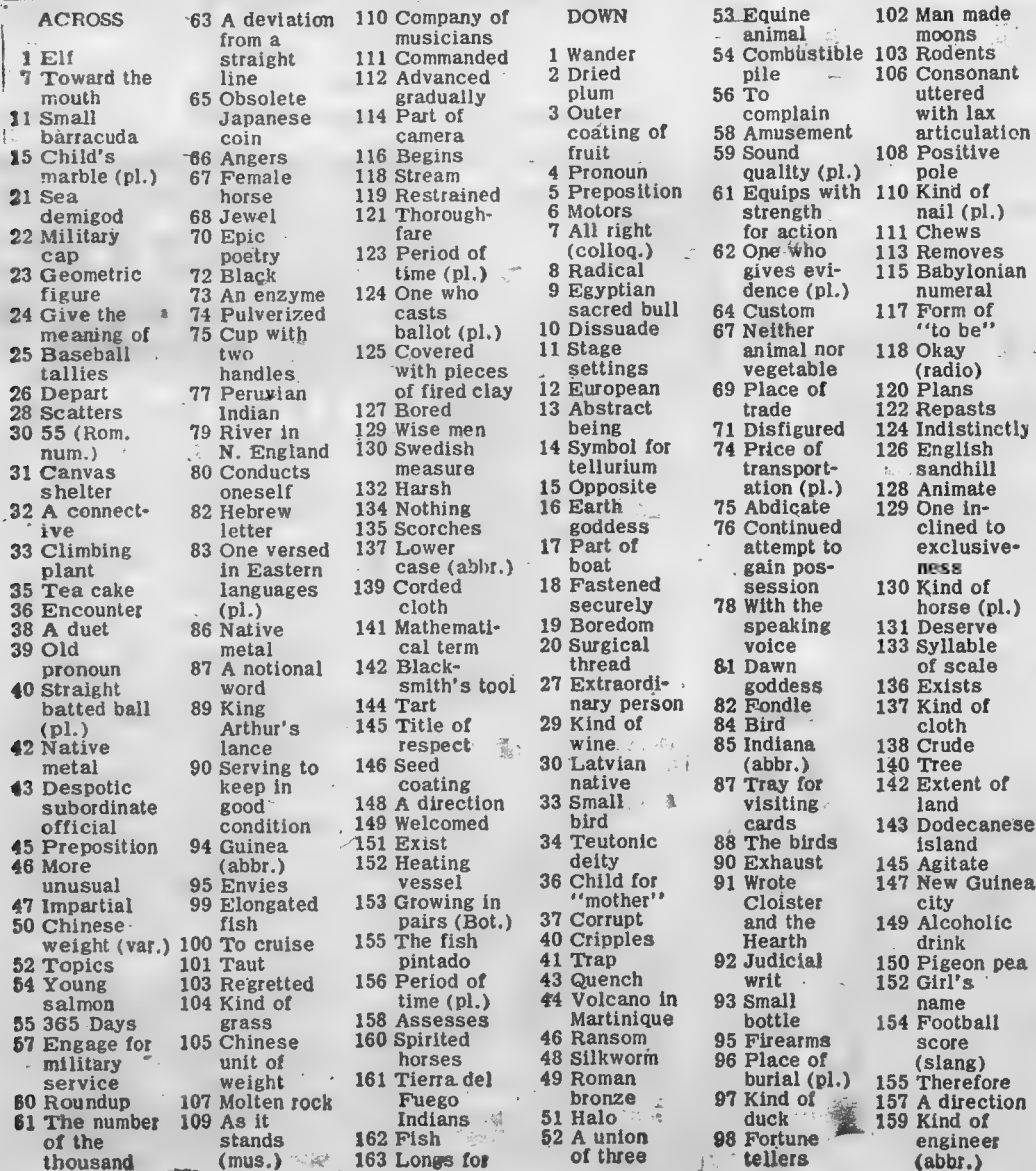 ACROSS
1 Elf
7 Toward the
mouth
11 Small
barracuda
15 Child's
marble (pl.)
21 Sea
demigod
22 Military
cap
23 Geometric
figure
24 Give the
meaning of
25 Baseball
tallies
26 Depart
28 Scatters
30 55 (Rom.
num.)
31 Canvas
shelter
32 A connect-
ive
33 Climbing
plant
35 Tea cake
36 Encounter
38 A duet
39 Old
pronoun
40 Straight
batted ball
(pl.)
42 Native
metal
43 Despotic
subordinate
official
45 Preposition
46 More
unusual
47 Impartial
50 Chinese
weight (var.)
52 Topics
54 Young
salmon
55 365 Days
57 Engage for
military
service
60 Roundup
61 The number
of the
thousand
63 A deviation
from a
straight
line
65 Obsolete
Japanese
coin
66 Angers
67 Female
horse
68 Jewel
70 Epic
poetry
72 Black
73 An enzyme
74 Pulverized
75 Cup with
two
handles
77 Peruvian
Indian
79 River in
N. England
80 Conducts
oneself
82 Hebrew
letter
83 One versed
in Eastern
languages
(pl.)
86 Native
metal
87 A notional
word
89 King
Arthur's
lance
90 Serving to
keep in
good
condition
94 Guinea
(abbr.)
95 Envies
99 Elongated
fish
100 To cruise
101 Taut
103 Regretted
104 Kind of
grass
105 Chinese
unit of
weight
107 Molten rock
109 As it
stands
(mus.)
110 Company of
musicians
111 Commanded
112 Advanced
gradually
114 Part of
camera
116 Begins
118 Stream
119 Restrained
121 Thorough-
fare
123 Period of
time (pl.)
124 One who
casts
ballot (pl.)
125 Covered
with pieces
of fired clay
127 Bored
129 Wise men
130 Swedish
measure
132 Harsh
134 Nothing
135 Scorches
137 Lower
case (abbr.)
139 Corded
cloth
141 Mathemati-
cal term
142 Black-
smith's tool
144 Tart
145 Title of
respect
146 Seed
coating
148 A direction
149 Welcomed
151 Exist
152 Heating
vessel
153 Growing in
pairs (Bot.)
155 The fish
pintado
156 Period of
time (pl.)
158 Assesses
160 Spirited
horses
161 Tierra del
Fuego
Indians
162 Fish
163 Longs for
DOWN
1 Wander
2 Dried
plum
3 Outer
coating of
fruit
4 Pronoun
5 Preposition
6 Motors
7 All right
(colloq.)
8 Radical
9 Egyptian
sacred bull
10 Dissuade
11 Stage
settings
12 European
13 Abstract
being
14 Symbol for
tellurium
15 Opposite
16 Earth
goddess
17 Part of
boat
18 Fastened
securely
19 Boredom
20 Surgical
thread
27 Extraordi-
nary person
29 Kind of
wine
30 Latvian
native
33 Small
bird
34 Teutonic
deity
36 Child for
"mother"
37 Corrupt
40 Cripples
41 Trap
43 Quench
44 Volcano in
Martinique
46 Ransom
48 Silkworm
49 Roman
bronze
51 Halo
52 A union
of three
53 Equine
animal
54 Combustible
pile
56 To
complain
58 Amusement
59 Sound
quality (pl.)
61 Equips with
strength
for action
62 One who
gives evi-
dence (pl.)
64 Custom
67 Neither
animal nor
vegetable
69 Place of
trade
71 Disfigured
74 Price of
transport-
ation (pl.)
75 Abdicate
76 Continued
attempt to
gain pos-
session
78 With the
speaking
voice
81 Dawn
goddess
82 Fondle
84 Bird
85 Indiana
(abbr.)
87 Tray for
visiting
cards
88 The birds
90 Exhaust
91 Wrote
Cloister
and the
Hearth
92 Judicial
writ
93 Small
bottle
95 Firearms
96 Place of
burial (pl.)
97 Kind of
duck
98 Fortune
tellers
102 Man made
moons
103 Rodents
106 Consonant
uttered
with lax
articulation
108 Positive
pole
110 Kind of
nail (pl.)
111 Chews
113 Removes
115 Babylonian
numeral
117 Form of
"to be"
118 Okay
(radio)
120 Plans
122 Repasts
124 Indistinctly
126 English
sandhill
128 Animate
129 One in-
clined to
exclusive-
ness
130 Kind of
horse (pl.)
131 Deserve
133 Syllable
of scale
136 Exists
137 Kind of
cloth
138 Crude
140 Tree
142 Extent of
land
143 Dodecanese
island
145 Agitate
147 New Guinea
city
149 Alcoholic
drink
150 Pigeon pea
152 Girl's
name
154 Football
score
(slang)
155 Therefore
157 A direction
159 Kind of
engineer
(abbr.)